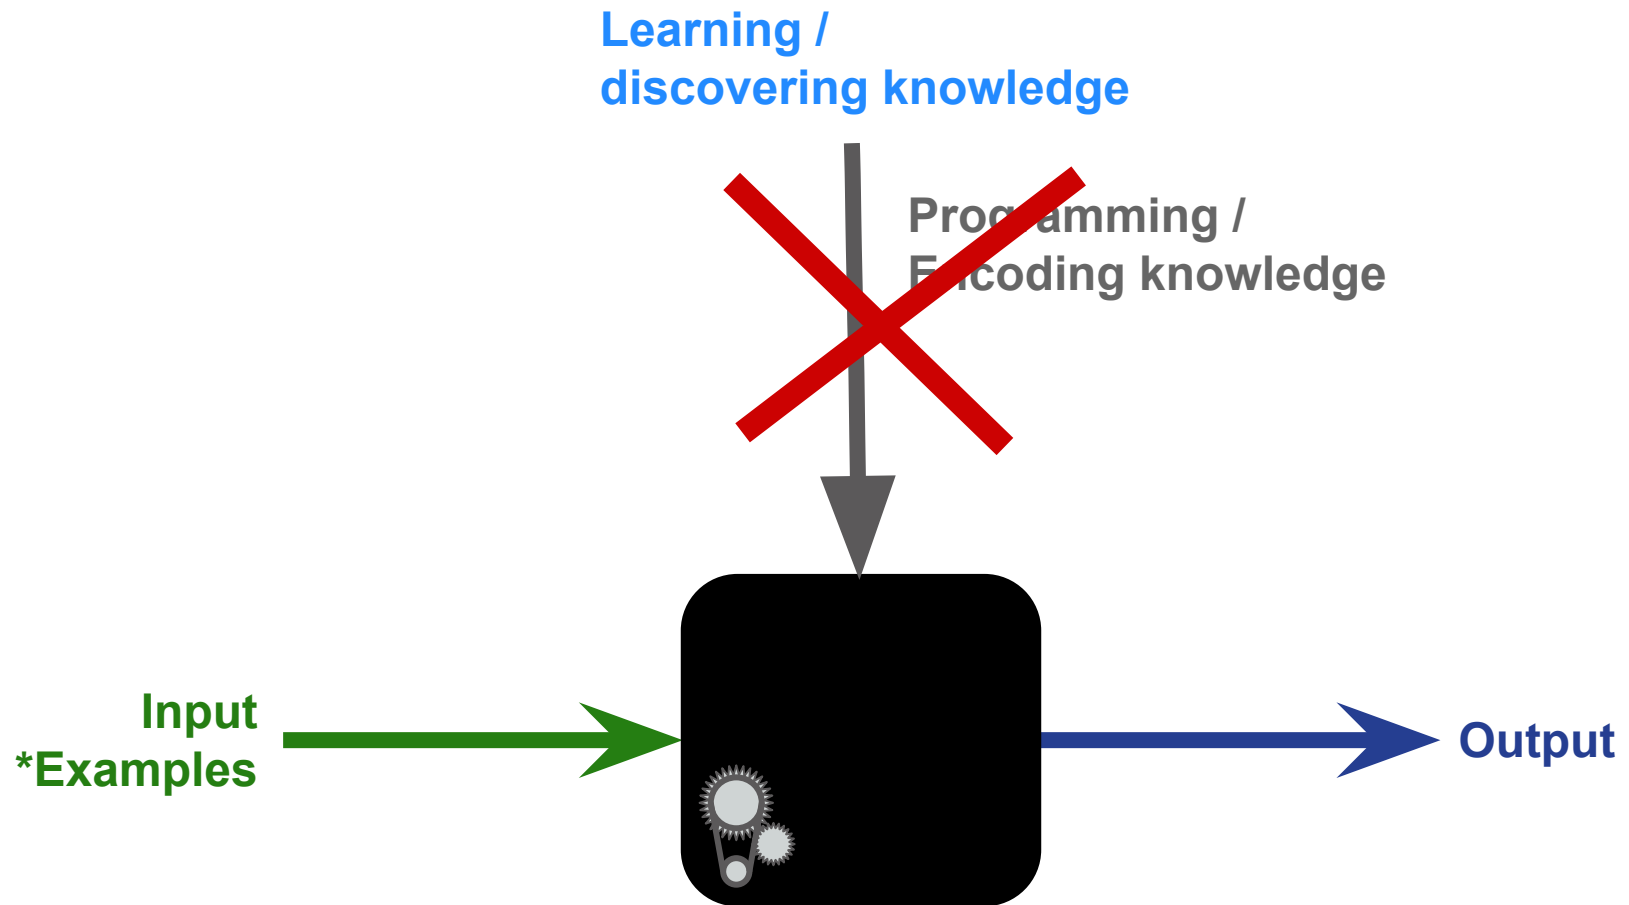 Learning /
discovering knowledge
Programming /
Encoding knowledge
Input
*Examples
Output